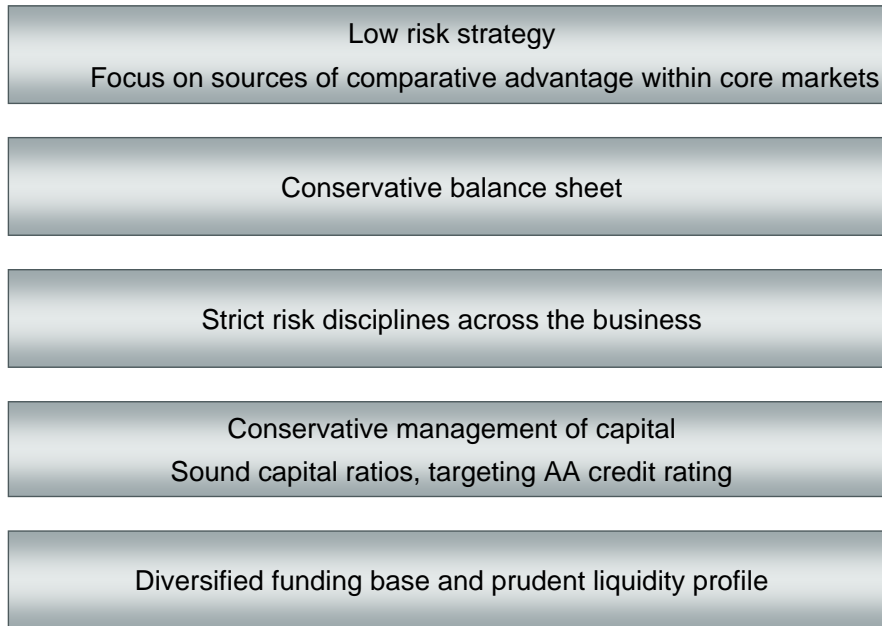 Low risk strategy
Focus on sources of comparative advantage within core markets
Conservative balance sheet
Strict risk disciplines across the business
Conservative management of capital
Sound capital ratios, targeting AA credit rating
Diversified funding base and prudent liquidity profile